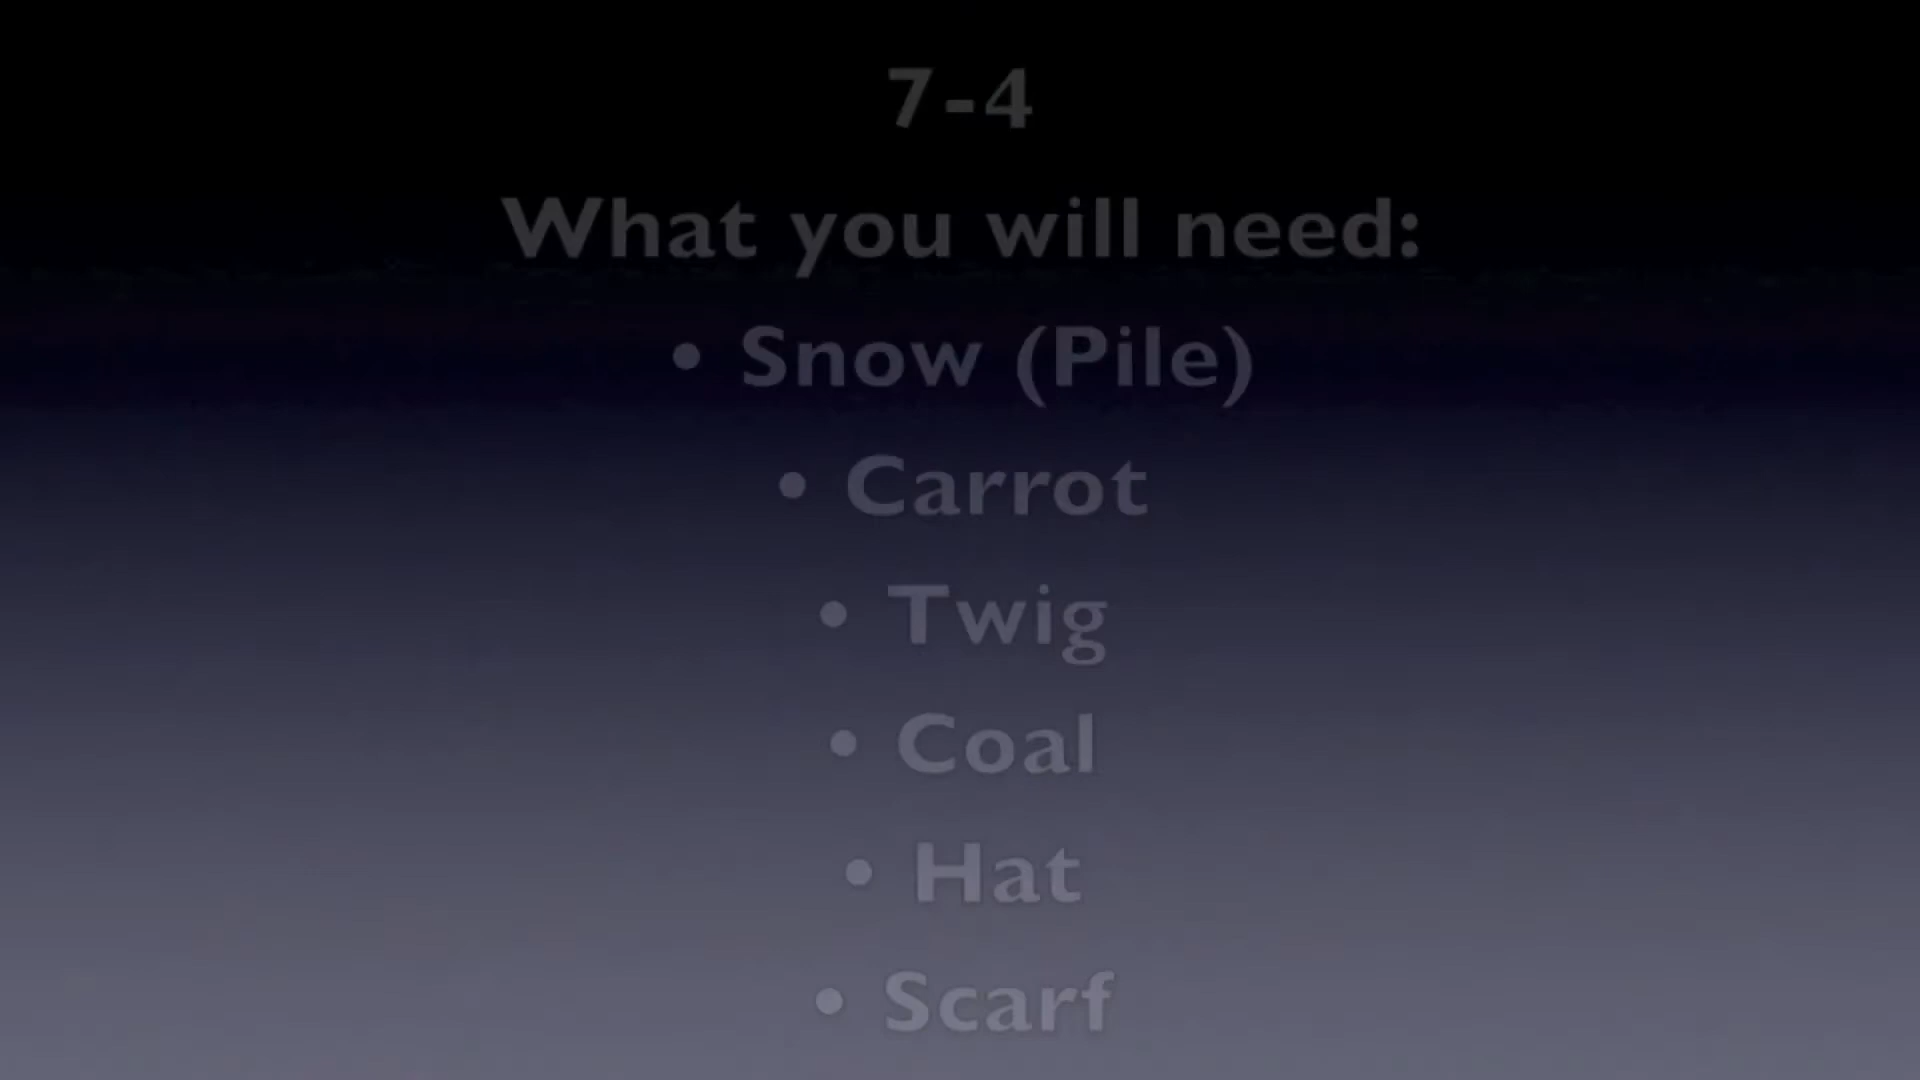 7-4
What you will need:
• Snow (Pile)
• Carrot
• Twig
• Coal
• Hat
• Scarf